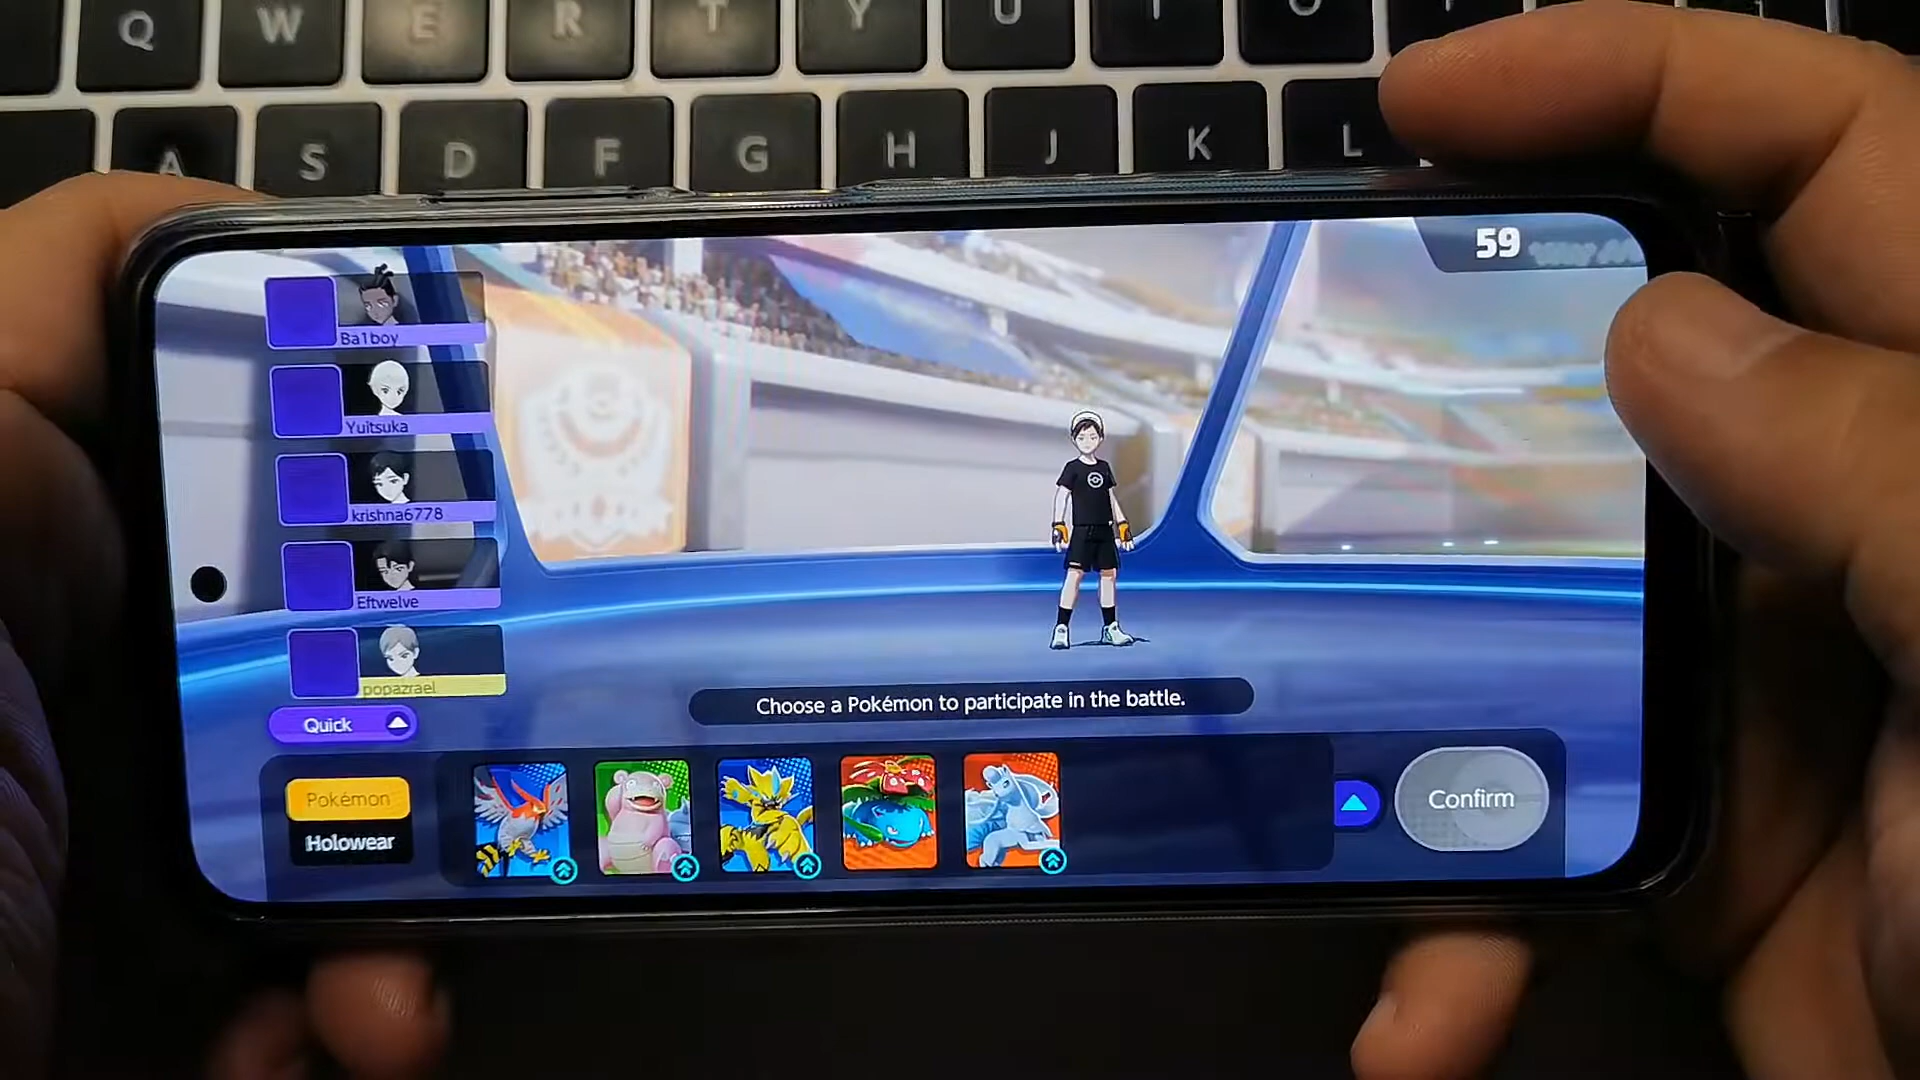 Q W E R T Y U I
A S D F G H J K L
59
Ba1boy
Yuitsuka
krishna6778
Eftwelve
popazrael
Quick
Choose a Pokémon to participate in the battle.
Pokémon
Holowear
Confirm